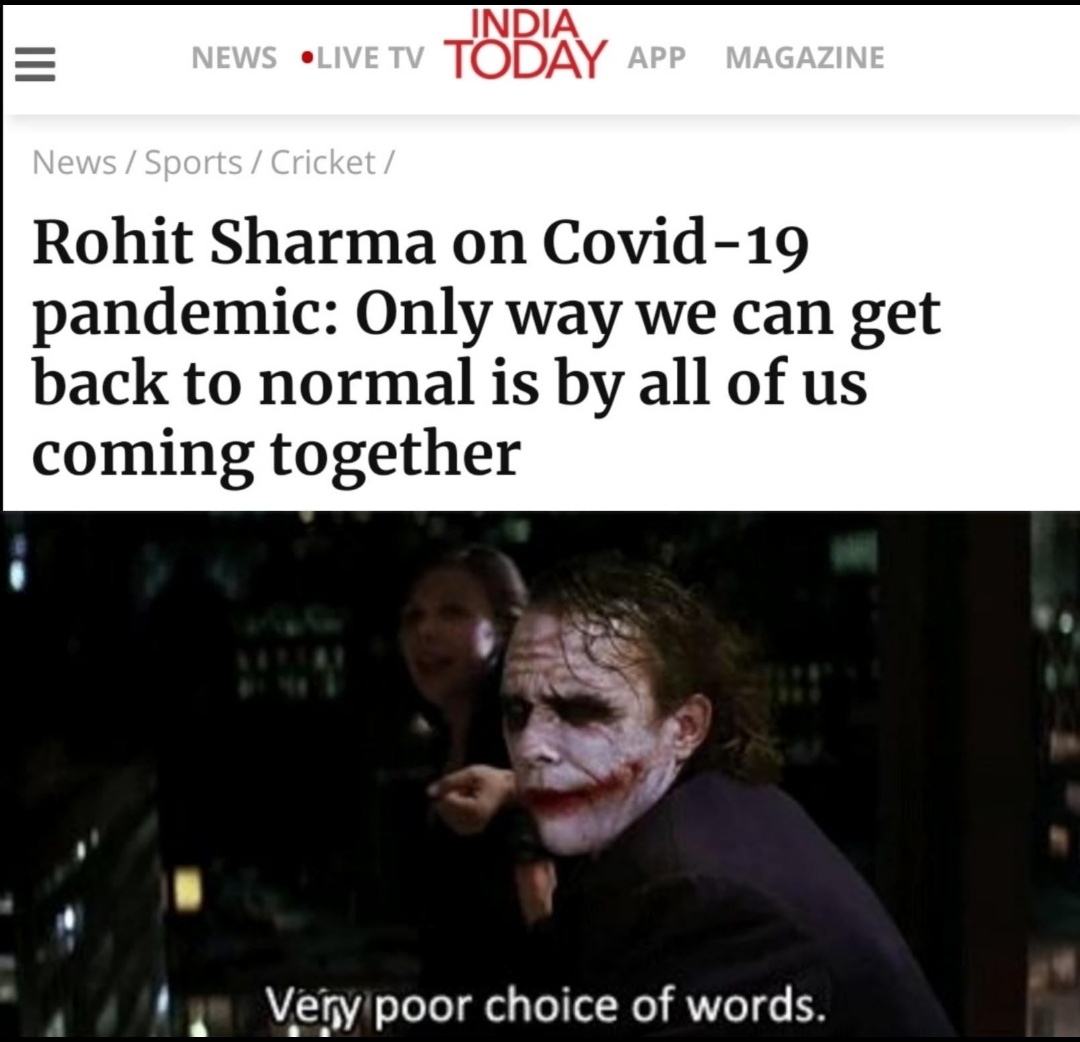 NEWS •LIVE TV INDIA TODAY APP MAGAZINE
News / Sports / Cricket /
Rohit Sharma on Covid-19
pandemic: Only way we can get
back to normal is by all of us
coming together
Very poor choice of words.